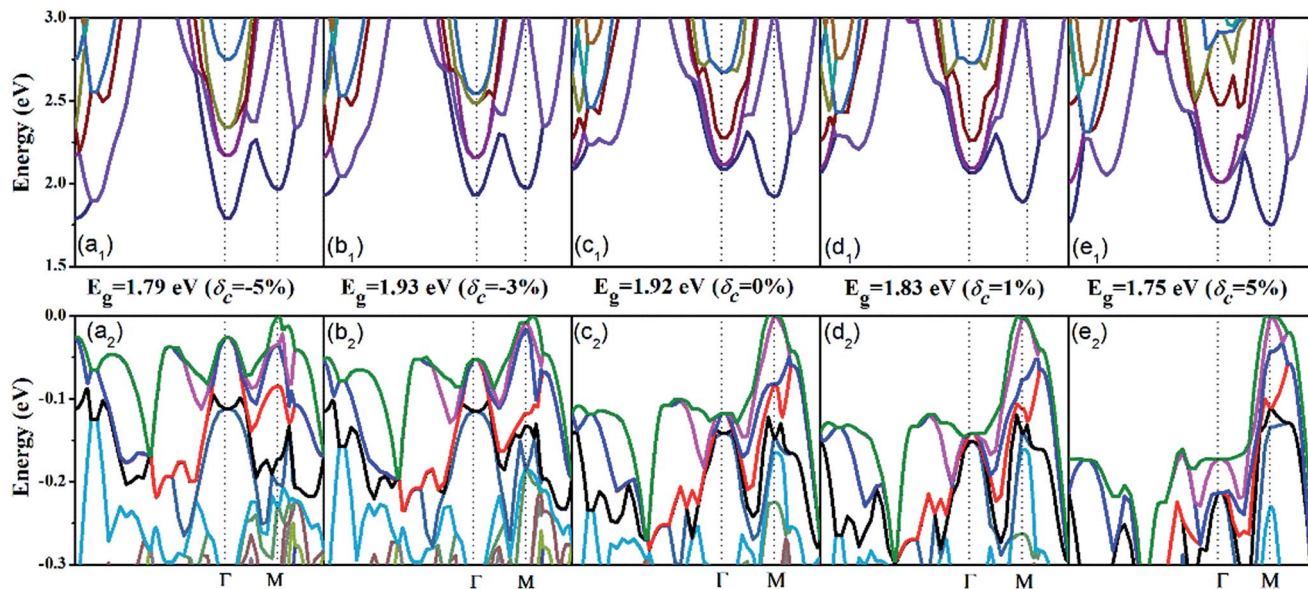 3.0
2.5
2.0
1.5
Energy (eV)
(a1) (b1) (c1) (d1) (e1)
Eg=1.79 eV (δc=-5%) Eg=1.93 eV (δc=-3%) Eg=1.92 eV (δc=0%) Eg=1.83 eV (δc=1%) Eg=1.75 eV (δc=5%)
0.0
-0.1
-0.2
-0.3
Energy (eV)
(a2) (b2) (c2) (d2) (e2)
Γ M Γ M Γ M Γ M Γ M